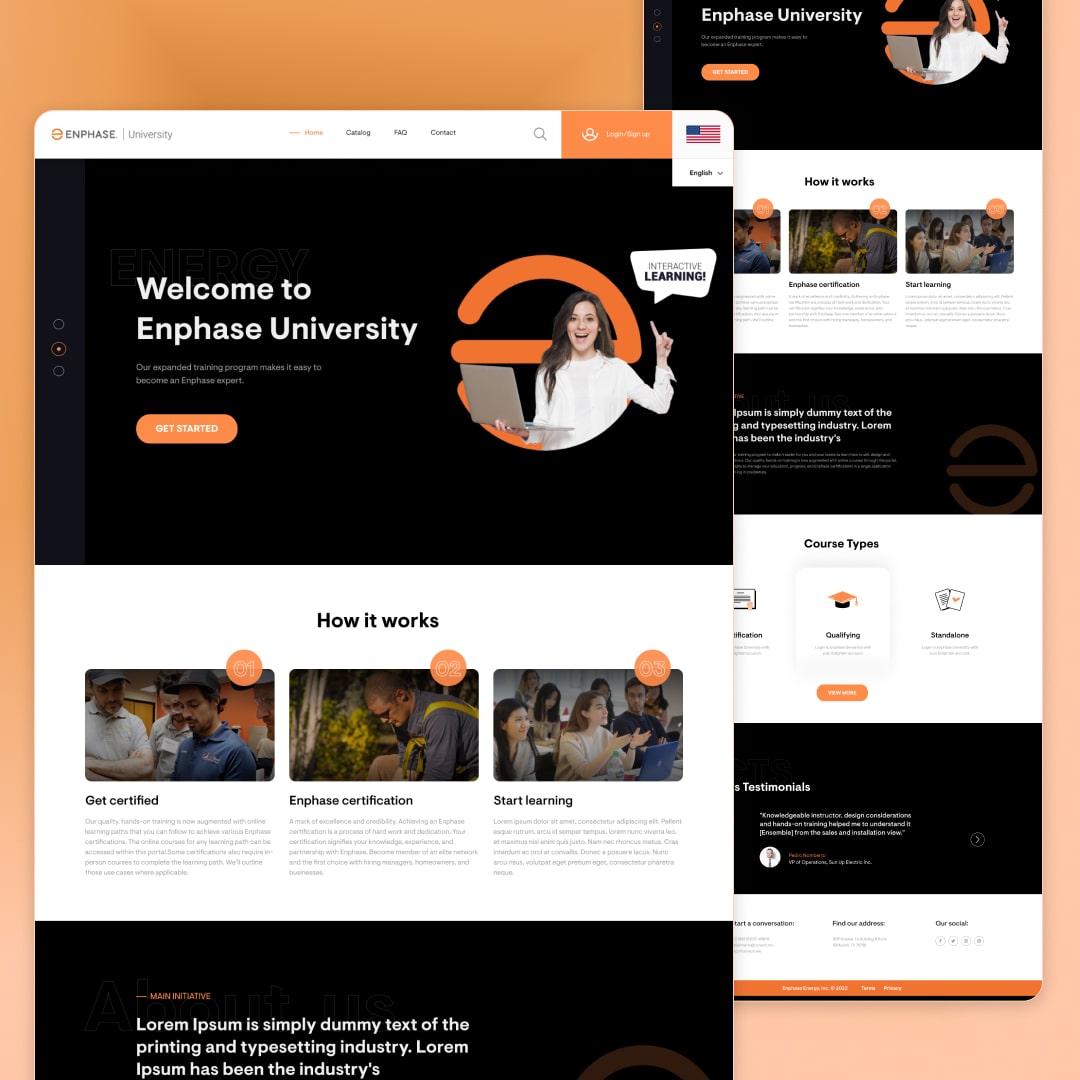 ENPHASE. University
Home
Catalog
FAQ
Contact
Login/Sign up
English
ENERGY
Welcome to
Enphase University
Our expanded training program makes it easy to
become an Enphase expert.
GET STARTED
INTERACTIVE
LEARNING!
How it works
01
02
03
Get certified
Our quality, hands-on training is now augmented with online
learning paths that you can follow to achieve various Enphase
certifications. The online courses for any learning path can be
accessed within this portal.Some certifications also require in-
person courses to complete the learning path. We'll outline
those use cases where applicable.
Enphase certification
A mark of excellence and credibility. Achieving an Enphase
certification is a process of hard work and dedication. Your
certification signifies your knowledge, experience, and
partnership with Enphase. Become member of an elite network
and the first choice with hiring managers, homeowners, and
businesses.
Start learning
Lorem ipsum dolor sit amet, consectetur adipiscing elit. Pellent
esque rutrum, arcu id semper tempus, lorem nunc viverra leo,
et maximus nisl enim quis justo. Nam nec rhoncus metus. Cras
interdum ac orci at convallis. Donec a posuere lacus. Nunc
arcu risus, volutpat eget pretium eget, consectetur pharetra
neque.
About us
MAIN INITIATIVE
Lorem Ipsum is simply dummy text of the
printing and typesetting industry. Lorem
Ipsum has been the industry's
Enphase University
Our expanded training program makes it easy to
become an Enphase expert.
GET STARTED
How it works
01
02
03
Enphase certification
Start learning
Ipsum is simply dummy text of the
g and typesetting industry. Lorem
has been the industry's
Course Types
Qualifying
Standalone
VIEW MORE
s Testimonials
"Knowledgeable instructor, design considerations
and hands-on training helped me to understand it
[Ensemble] from the sales and installation view."
VP of Operations, Sun Up Electric Inc.
tart a conversation:
Find our address:
Our social:
Enphase Energy, Inc. © 2022
Terms
Privacy